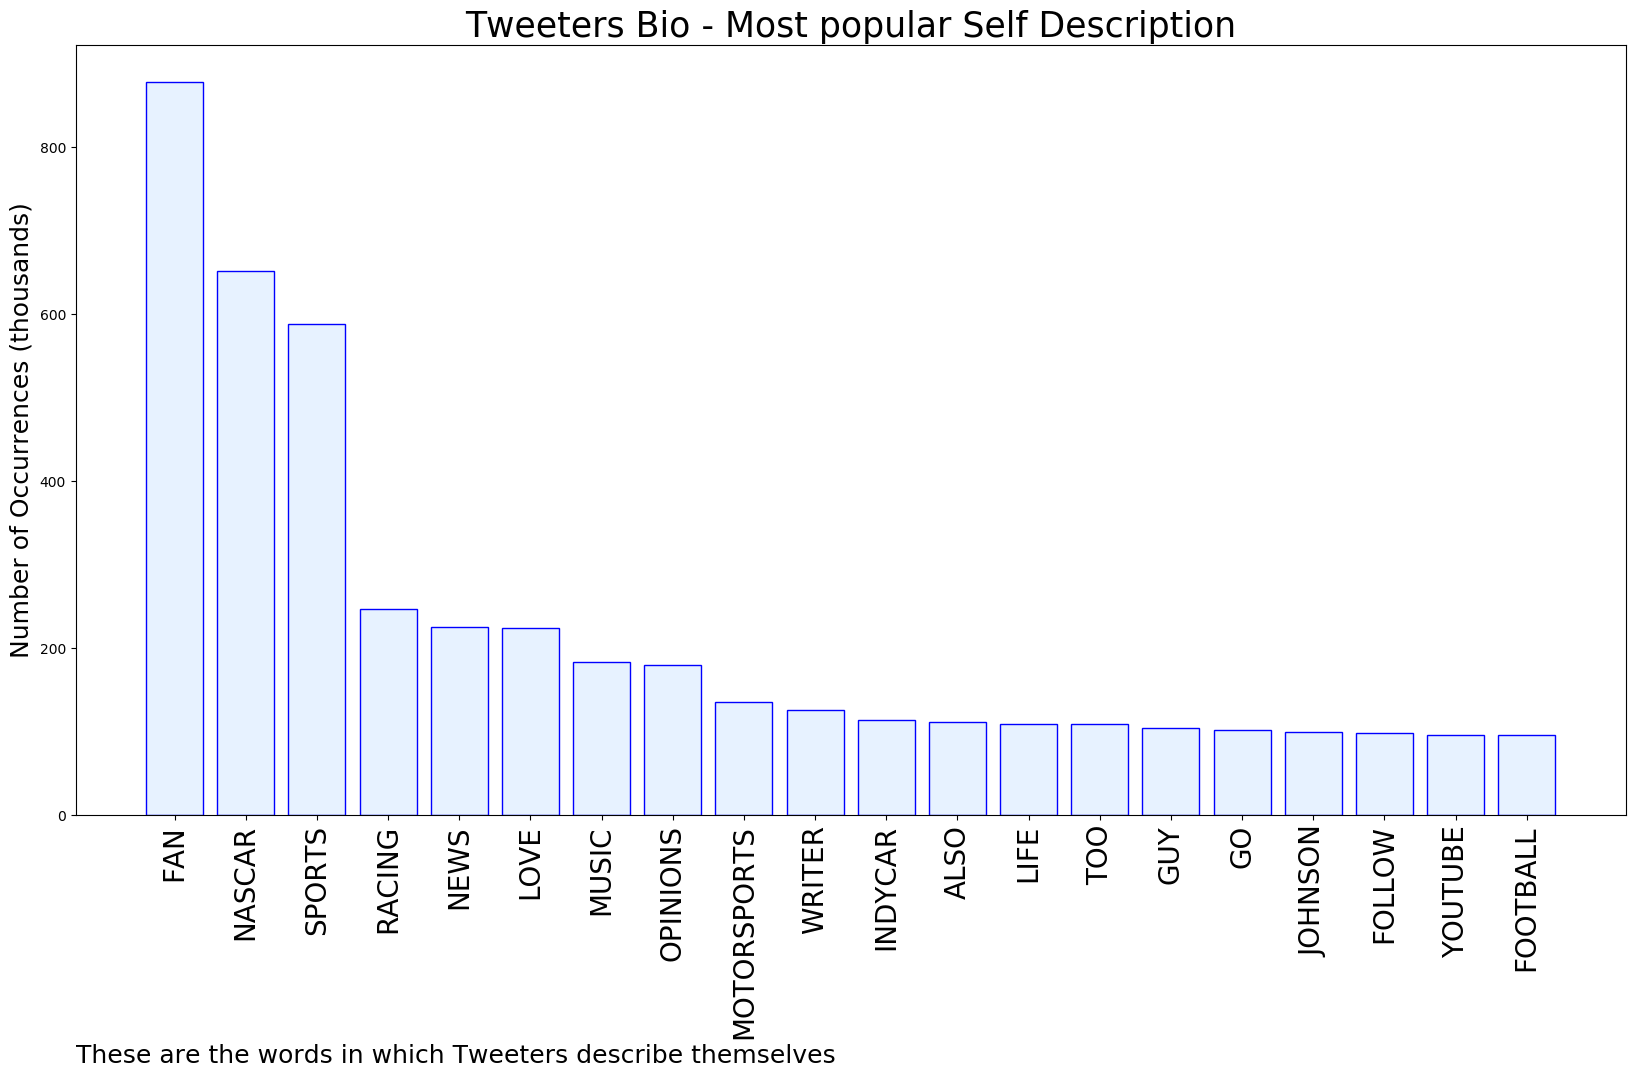 Tweeters Bio - Most popular Self Description
Number of Occurrences (thousands)
800
600
400
200
0
FAN
NASCAR
SPORTS
RACING
NEWS
LOVE
MUSIC
OPINIONS
MOTORSPORTS
WRITER
INDYCAR
ALSO
LIFE
TOO
GUY
GO
JOHNSON
FOLLOW
YOUTUBE
FOOTBALL
These are the words in which Tweeters describe themselves